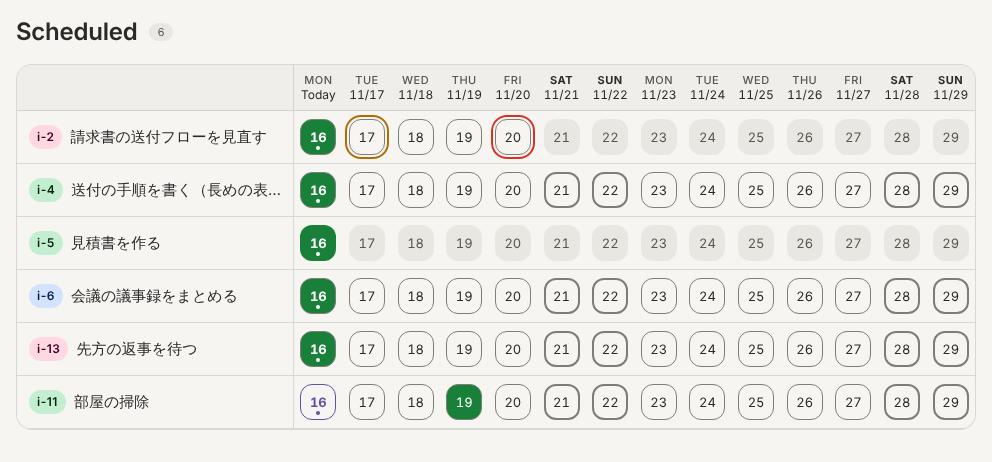 Scheduled 6
MON TUE WED THU FRI SAT SUN MON TUE WED THU FRI SAT SUN
Today 11/17 11/18 11/19 11/20 11/21 11/22 11/23 11/24 11/25 11/26 11/27 11/28 11/29
i-2 請求書の送付フローを見直す 16 17 18 19 20 21 22 23 24 25 26 27 28 29
i-4 送付の手順を書く（長めの表… 16 17 18 19 20 21 22 23 24 25 26 27 28 29
i-5 見積書を作る 16 17 18 19 20 21 22 23 24 25 26 27 28 29
i-6 会議の議事録をまとめる 16 17 18 19 20 21 22 23 24 25 26 27 28 29
i-13 先方の返事を待つ 16 17 18 19 20 21 22 23 24 25 26 27 28 29
i-11 部屋の掃除 16 17 18 19 20 21 22 23 24 25 26 27 28 29